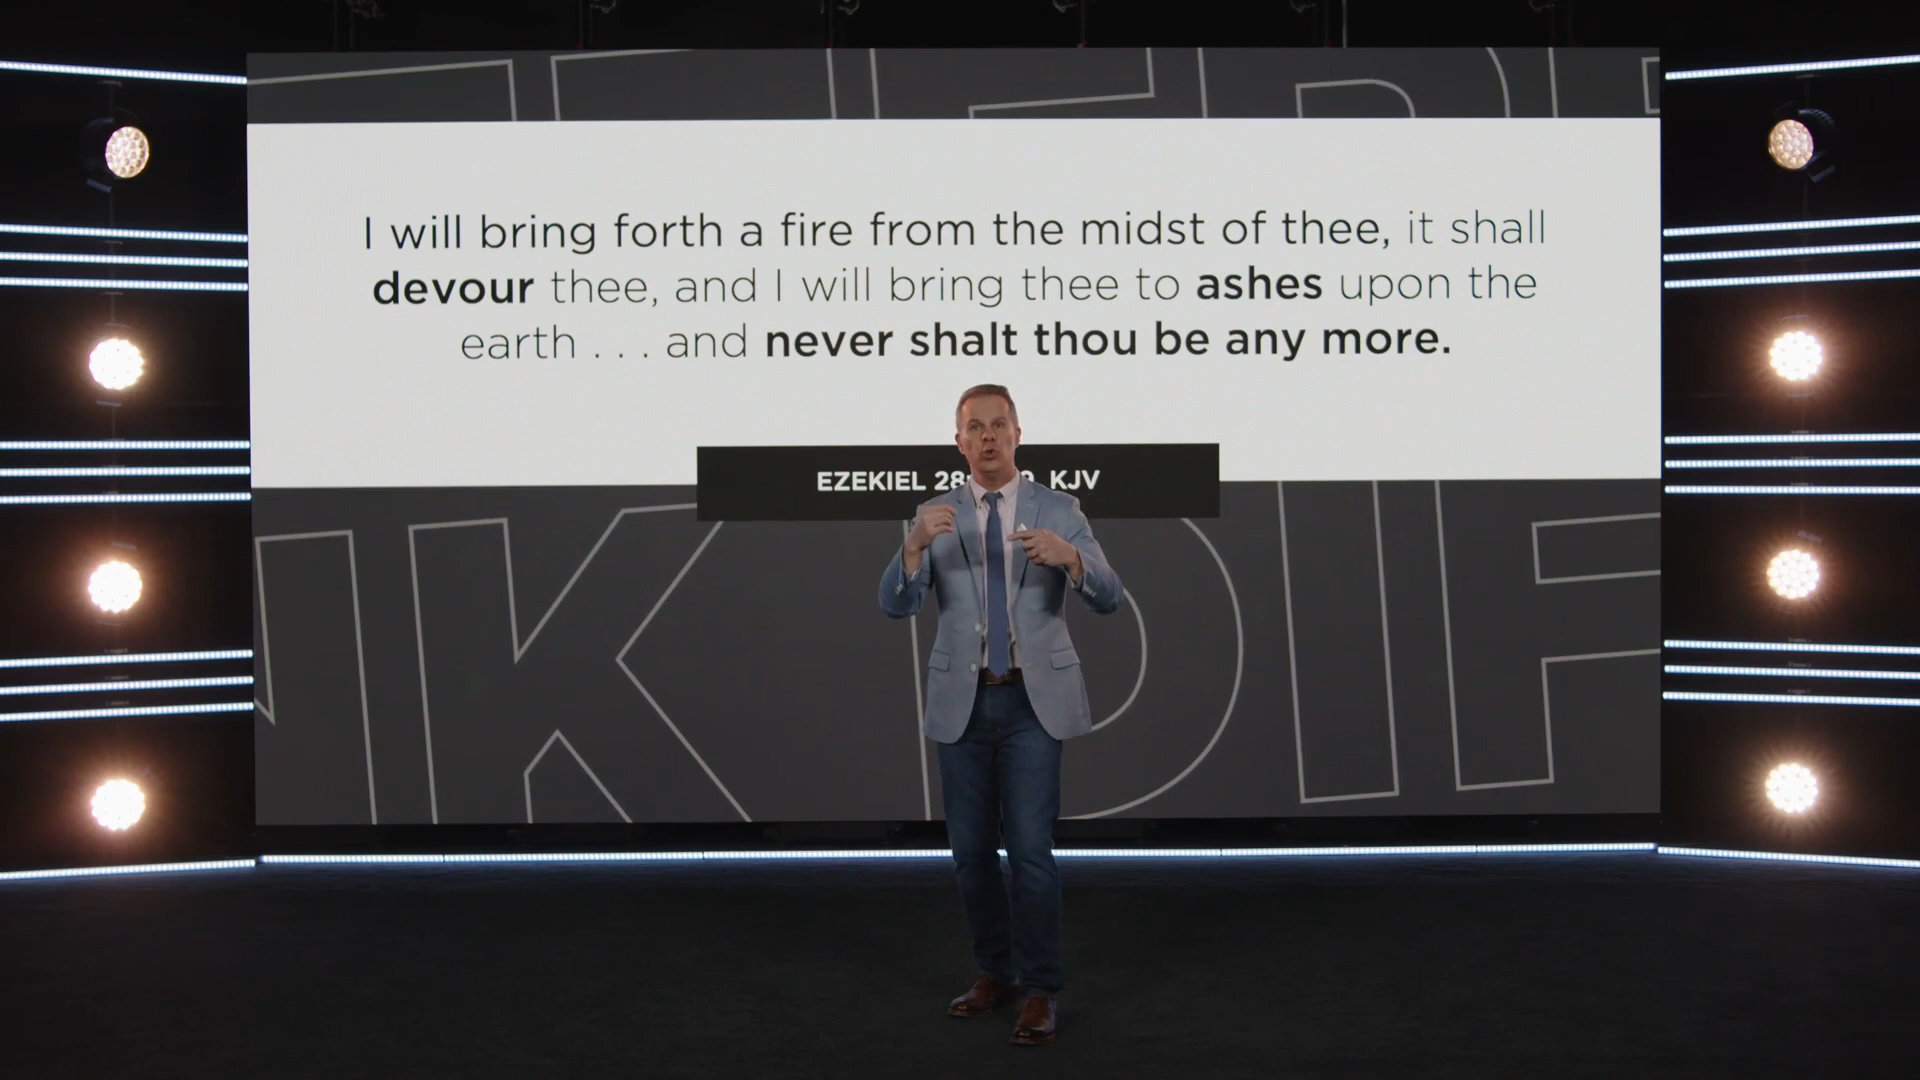 I will bring forth a fire from the midst of thee, it shall
devour thee, and I will bring thee to ashes upon the
earth . . . and never shalt thou be any more.
EZEKIEL 28 KJV